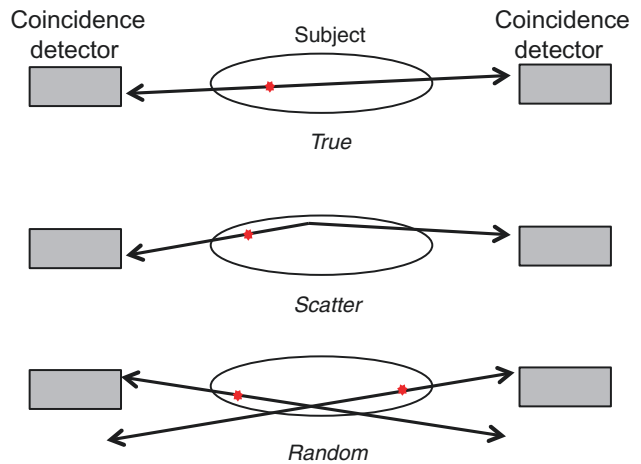 Coincidence
detector
Subject
Coincidence
detector
True
Scatter
Random